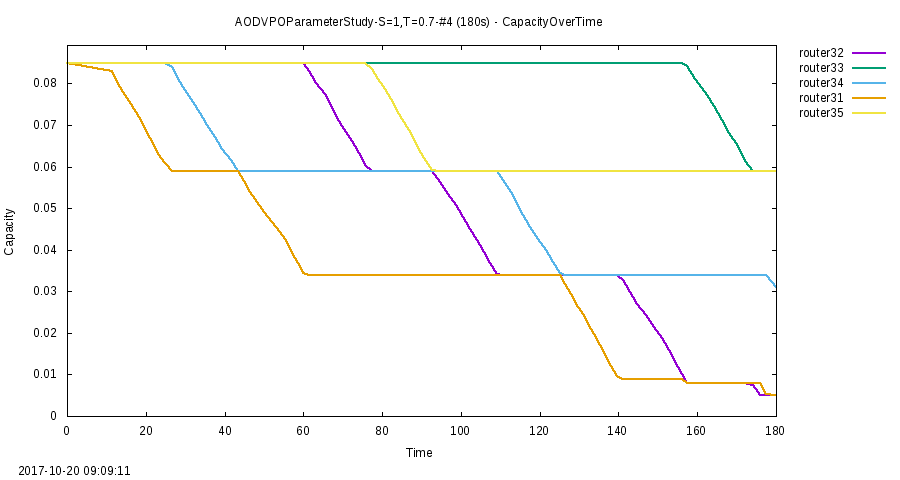 AODVPOParameterStudy-S=1,T=0.7-#4 (180s) - CapacityOverTime
router32
router33
router34
router31
router35
0.08
0.07
0.06
0.05
0.04
0.03
0.02
0.01
0
Capacity
0 20 40 60 80 100 120 140 160 180
Time
2017-10-20 09:09:11